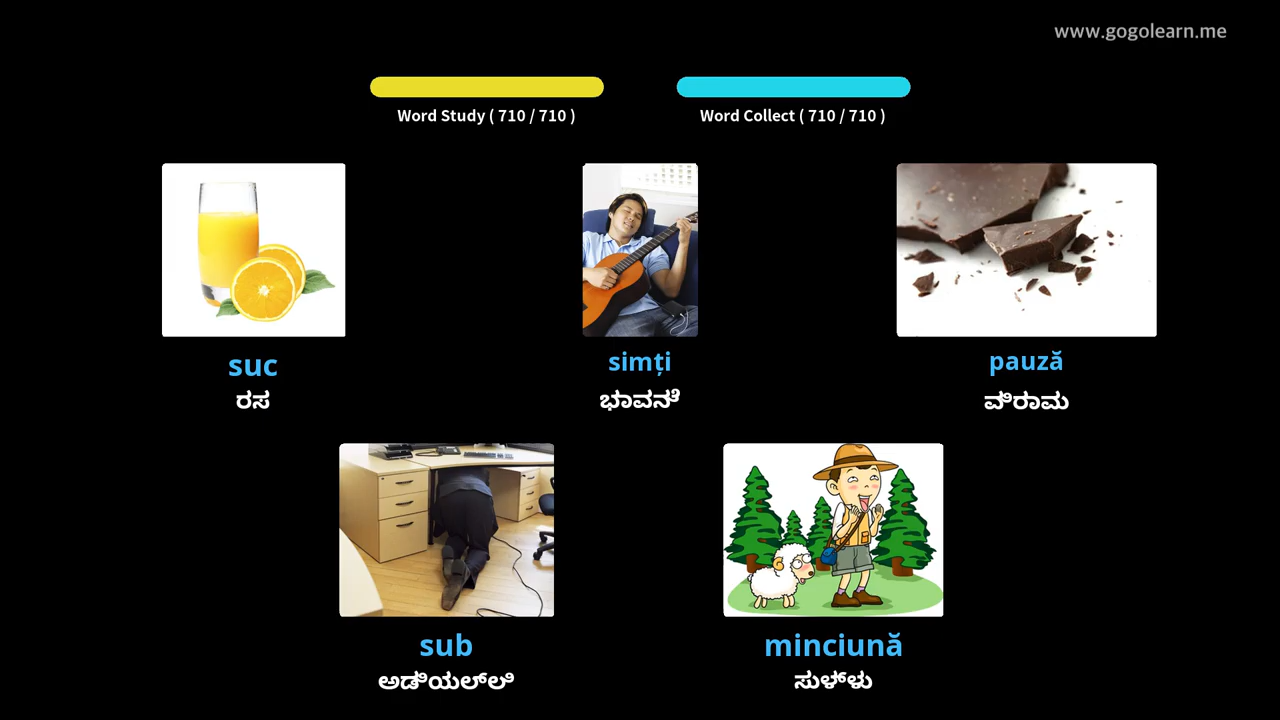 www.gogolearn.me
Word Study ( 710 / 710 )
Word Collect ( 710 / 710 )
suc
ರಸ
simți
ಭಾವನೆ
pauză
ವಿರಾಮ
sub
ಅಡಿಯಲ್ಲಿ
minciună
ಸುಳ್ಳು